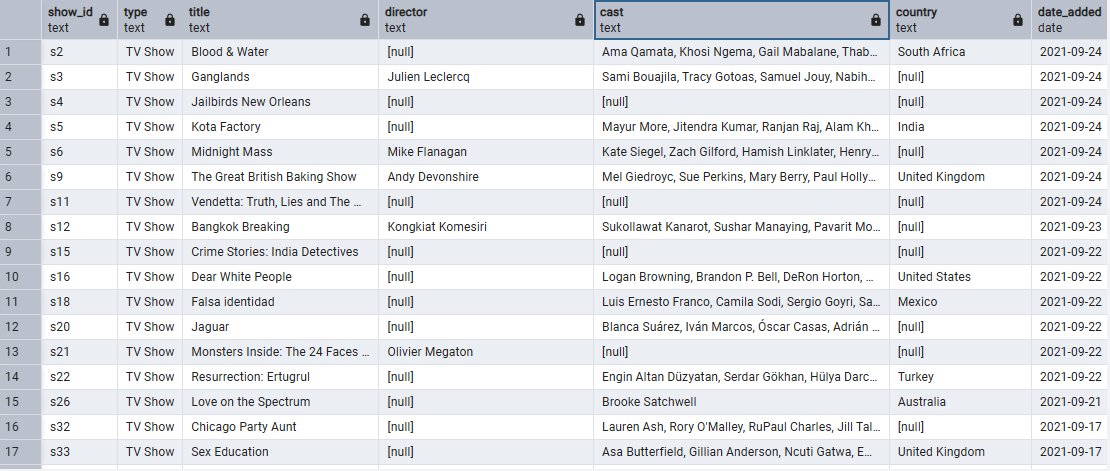 show_id type title director cast country date_added
text text text text text text date
1 s2 TV Show Blood & Water [null] Ama Qamata, Khosi Ngema, Gail Mabalane, Thab... South Africa 2021-09-24
2 s3 TV Show Ganglands Julien Leclercq Sami Bouajila, Tracy Gotoas, Samuel Jouy, Nabih... [null] 2021-09-24
3 s4 TV Show Jailbirds New Orleans [null] [null] [null] 2021-09-24
4 s5 TV Show Kota Factory [null] Mayur More, Jitendra Kumar, Ranjan Raj, Alam Kh... India 2021-09-24
5 s6 TV Show Midnight Mass Mike Flanagan Kate Siegel, Zach Gilford, Hamish Linklater, Henry... [null] 2021-09-24
6 s9 TV Show The Great British Baking Show Andy Devonshire Mel Giedroyc, Sue Perkins, Mary Berry, Paul Holly... United Kingdom 2021-09-24
7 s11 TV Show Vendetta: Truth, Lies and The ... [null] [null] [null] 2021-09-24
8 s12 TV Show Bangkok Breaking Kongkiat Komesiri Sukollawat Kanarot, Sushar Manaying, Pavarit Mo... [null] 2021-09-23
9 s15 TV Show Crime Stories: India Detectives [null] [null] [null] 2021-09-22
10 s16 TV Show Dear White People [null] Logan Browning, Brandon P. Bell, DeRon Horton, ... United States 2021-09-22
11 s18 TV Show Falsa identidad [null] Luis Ernesto Franco, Camila Sodi, Sergio Goyri, Sa... Mexico 2021-09-22
12 s20 TV Show Jaguar [null] Blanca Suárez, Iván Marcos, Óscar Casas, Adrián ... [null] 2021-09-22
13 s21 TV Show Monsters Inside: The 24 Faces ... Olivier Megaton [null] [null] 2021-09-22
14 s22 TV Show Resurrection: Ertugrul [null] Engin Altan Düzyatan, Serdar Gökhan, Hülya Darc... Turkey 2021-09-22
15 s26 TV Show Love on the Spectrum [null] Brooke Satchwell Australia 2021-09-21
16 s32 TV Show Chicago Party Aunt [null] Lauren Ash, Rory O'Malley, RuPaul Charles, Jill Tal... [null] 2021-09-17
17 s33 TV Show Sex Education [null] Asa Butterfield, Gillian Anderson, Ncuti Gatwa, E... United Kingdom 2021-09-17